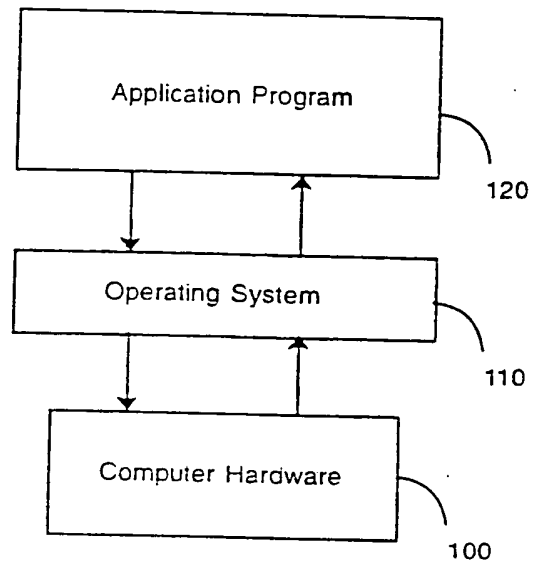 Application Program
120
Operating System
110
Computer Hardware
100